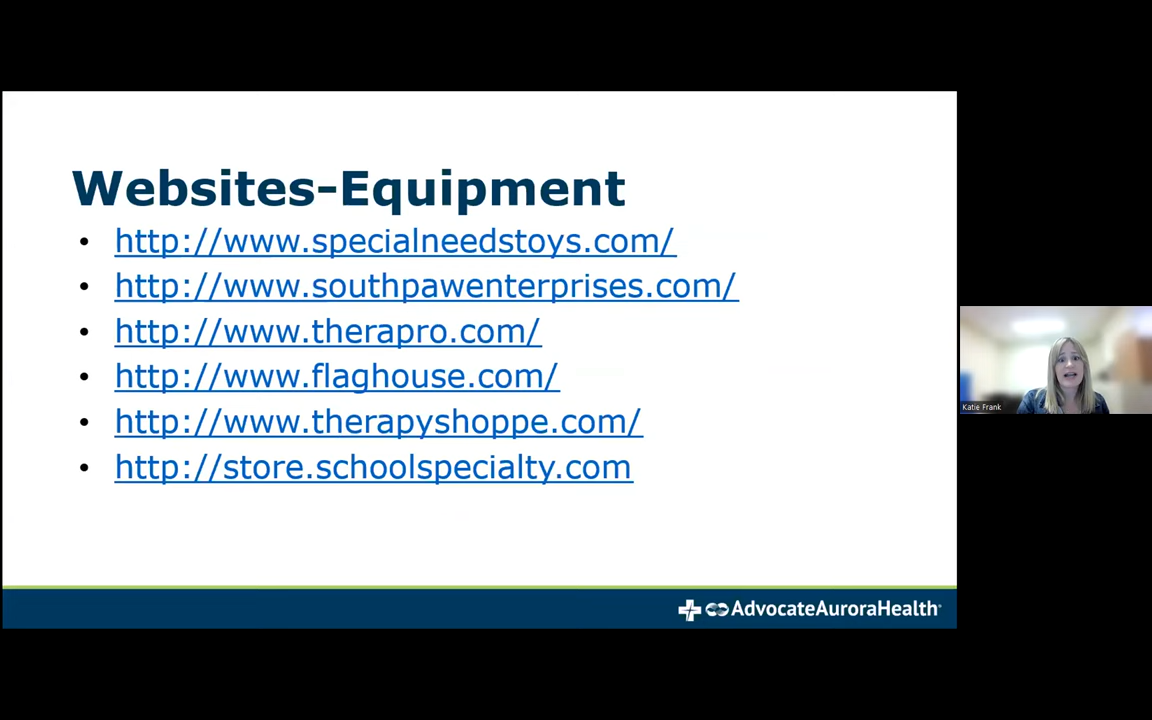 Websites-Equipment
• http://www.specialneedstoys.com/
• http://www.southpawenterprises.com/
• http://www.therapro.com/
• http://www.flaghouse.com/
• http://www.therapyshoppe.com/
• http://store.schoolspecialty.com
Katie Frank
AdvocateAuroraHealth®